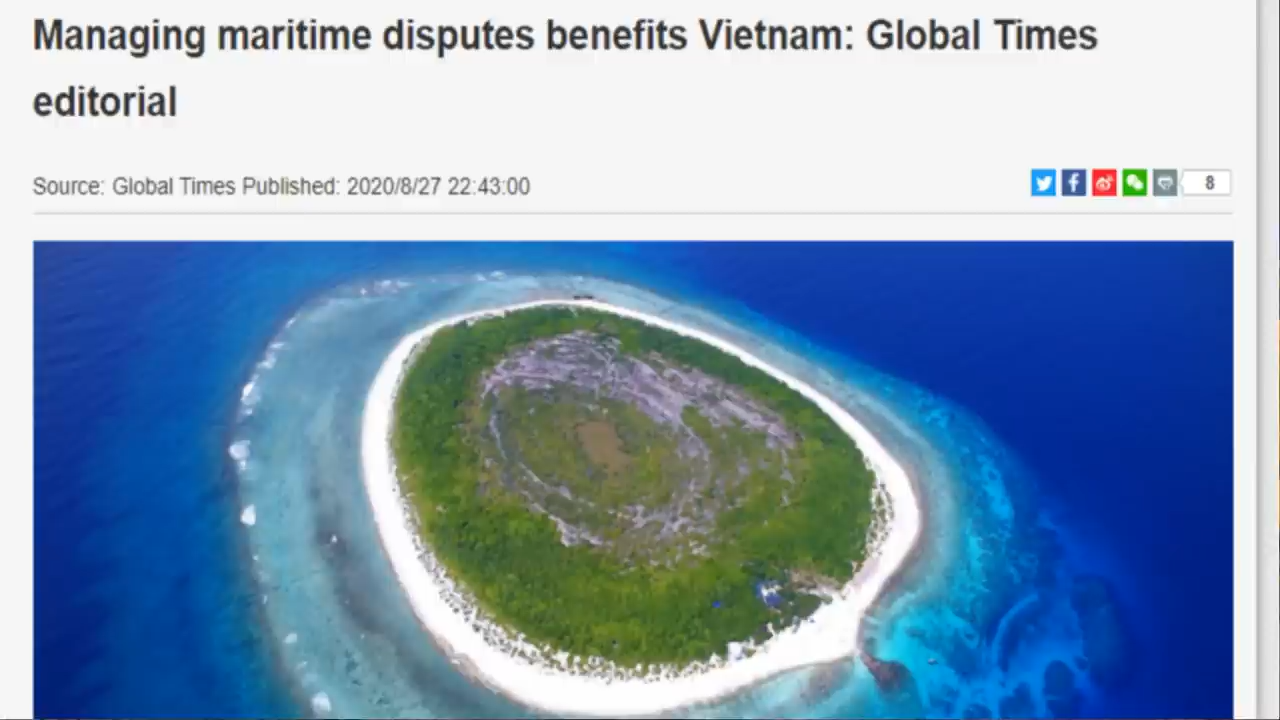 Managing maritime disputes benefits Vietnam: Global Times
editorial
Source: Global Times Published: 2020/8/27 22:43:00
8